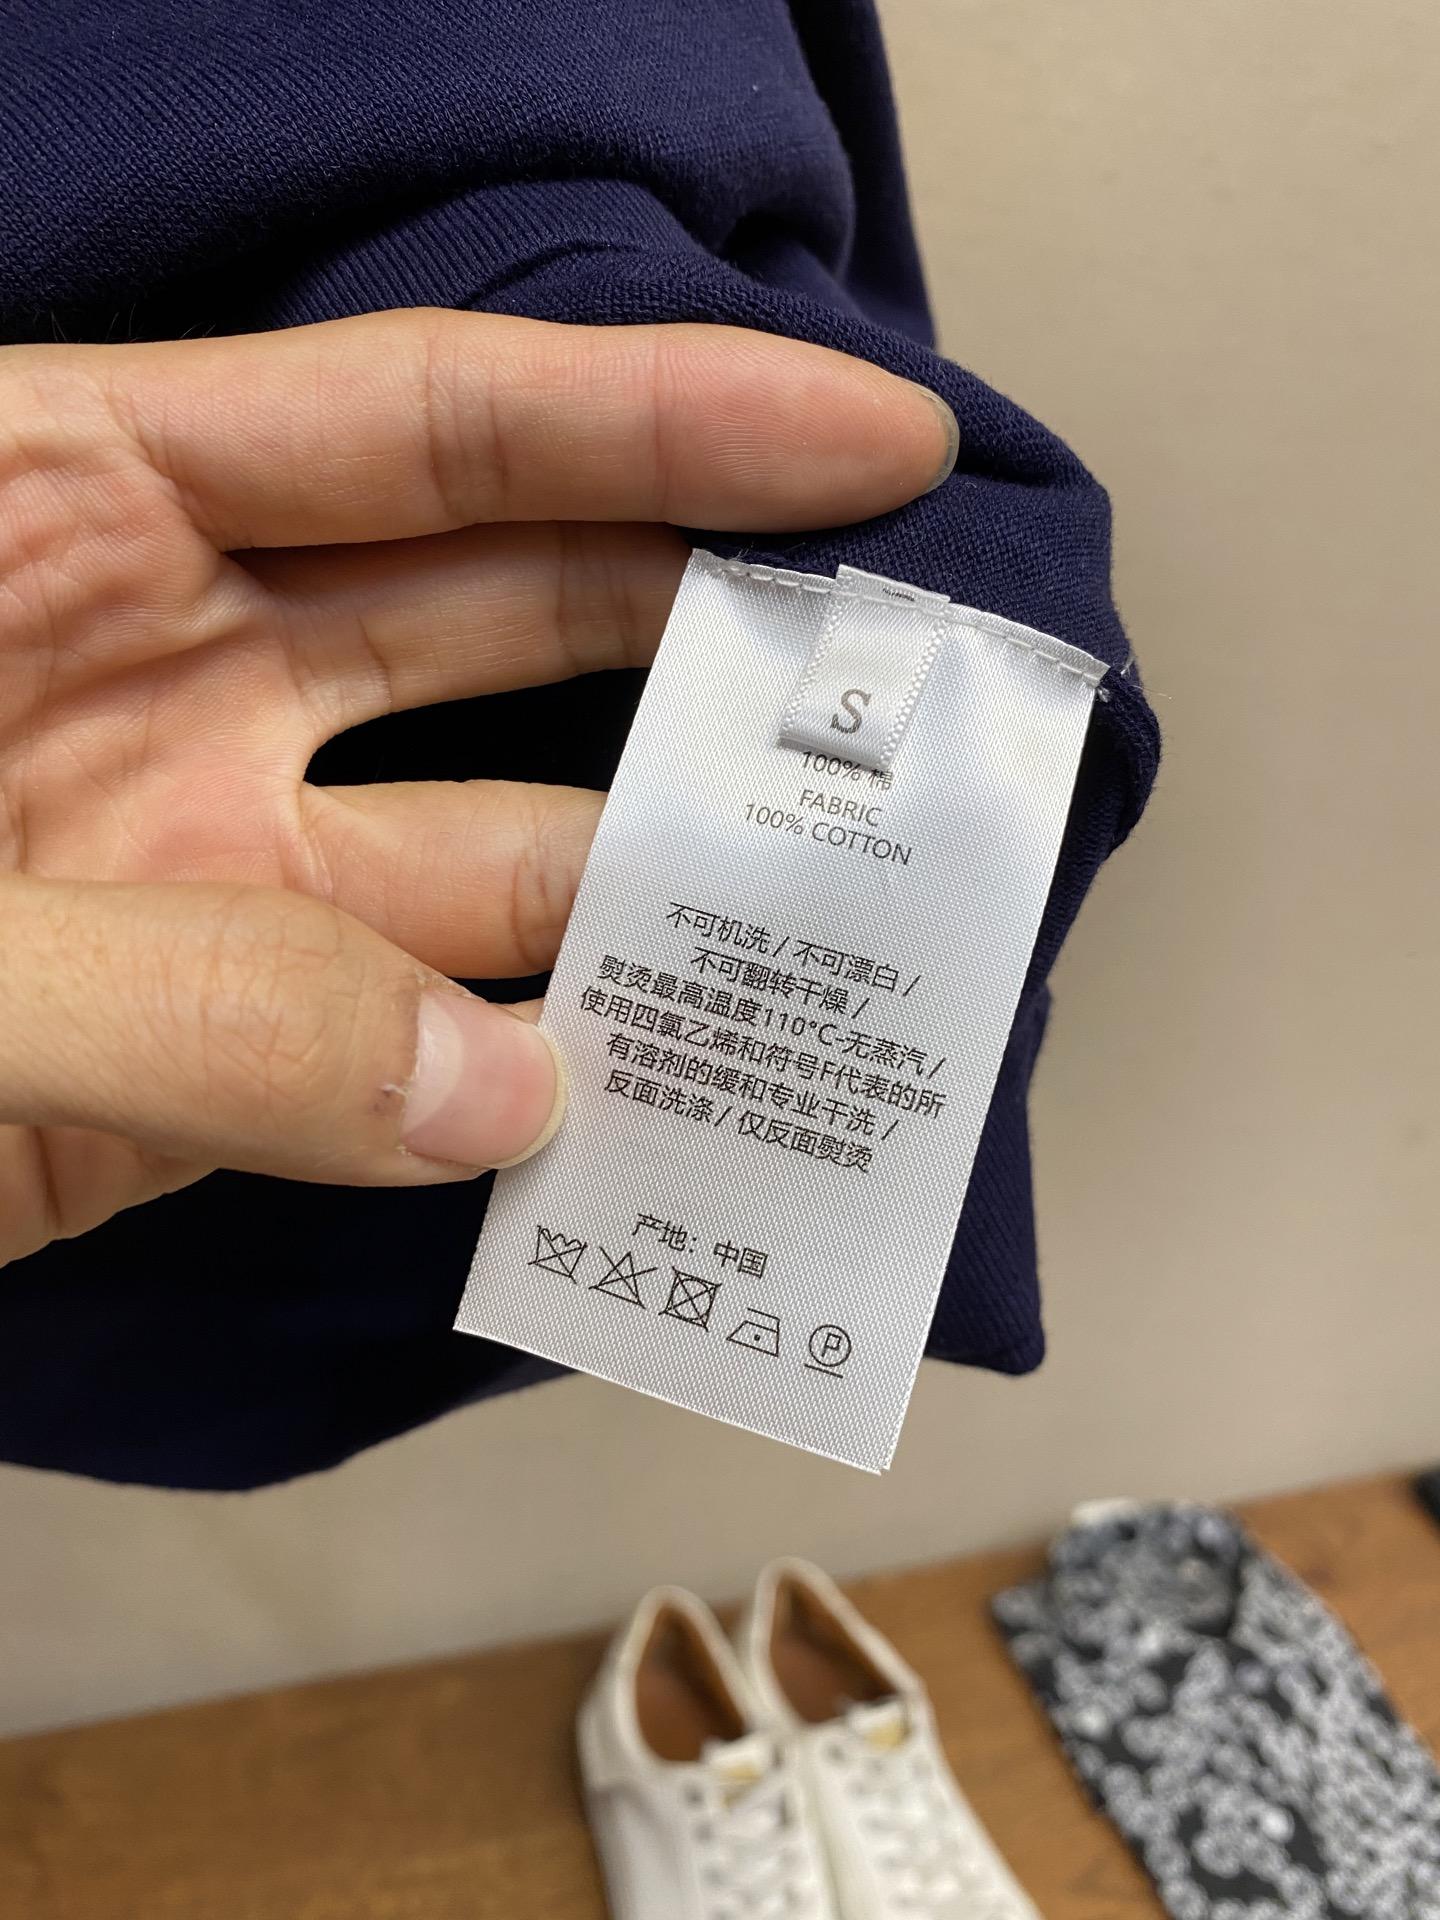 S
100% 棉
FABRIC
100% COTTON
不可机洗 / 不可漂白 /
不可翻转干燥 /
熨烫最高温度110°C-无蒸汽 /
使用四氯乙烯和符号F代表的所
有溶剂的缓和专业干洗 /
反面洗涤 / 仅反面熨烫
产地：中国
P